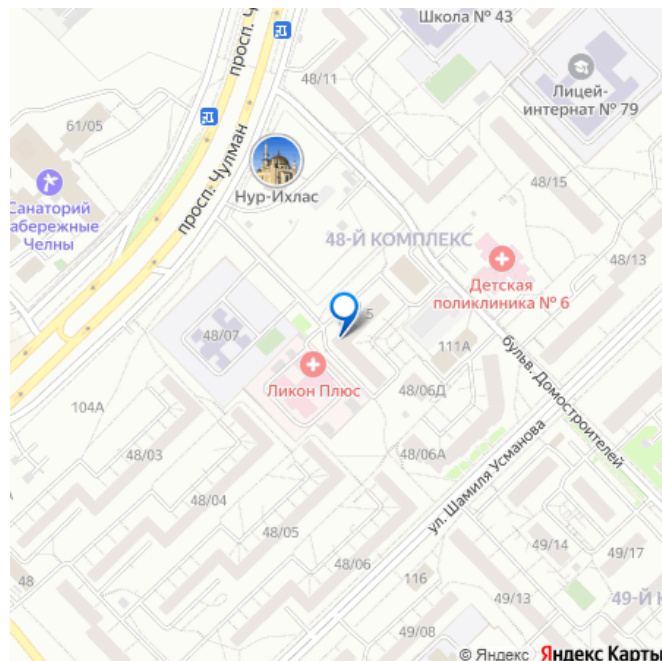 Школа № 43
просп. Чу
48/11
Лицей-
интернат № 79
61/05
просп. Чулман
Нур-Ихлас
48/15
Санаторий
абережные
Челны
48-Й КОМПЛЕКС
48/13
Детская
поликлиника № 6
5
48/07
111А
бульв. Домостроителей
Ликон Плюс
48/06Д
104А
48/03
48/06А
ул. Шамиля Усманова
48/04
48/05
49/14
49/17
48/06
48
116
49/13
49-Й К
49/08
© Яндекс Яндекс Карты